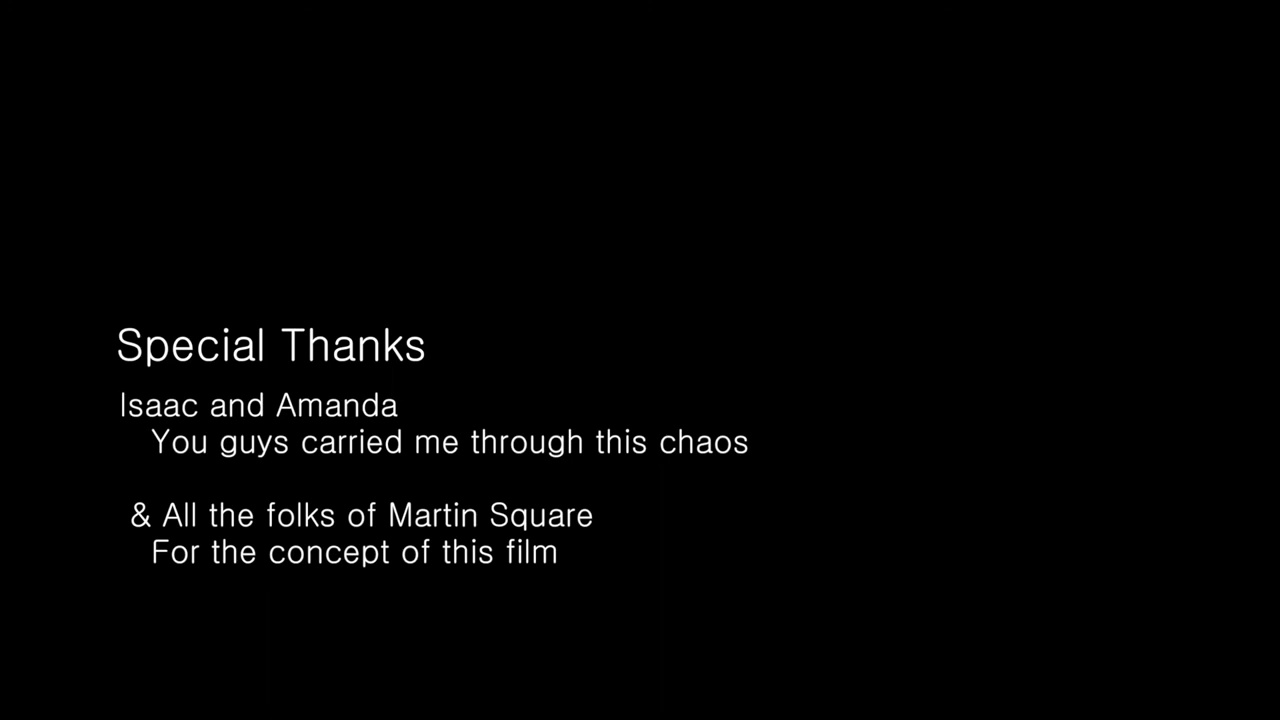 Special Thanks
Isaac and Amanda
You guys carried me through this chaos
& All the folks of Martin Square
For the concept of this film